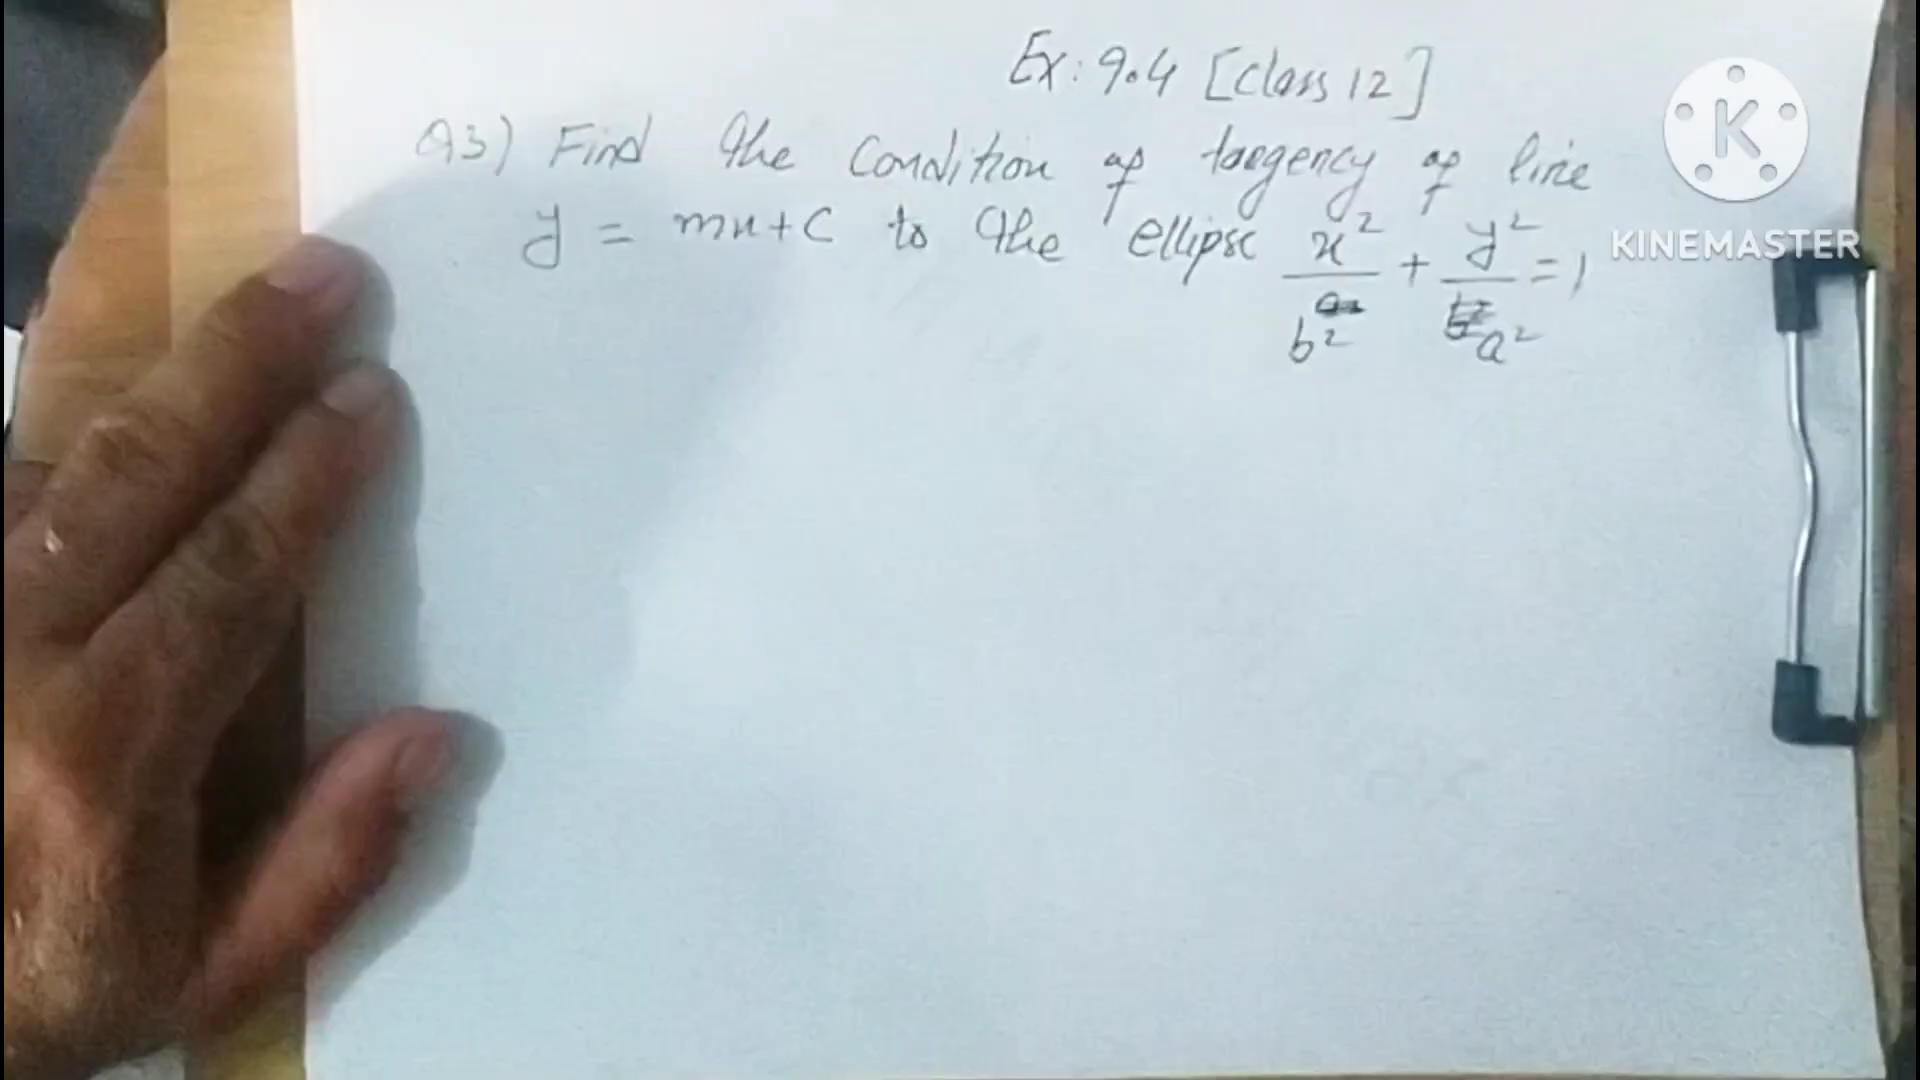 Ex: 9.4 [Class 12]
Q3) Find the Condition of tangency of line
y = mx+c to the ellipse x²/b² + y²/a² = 1
K
KINEMASTER